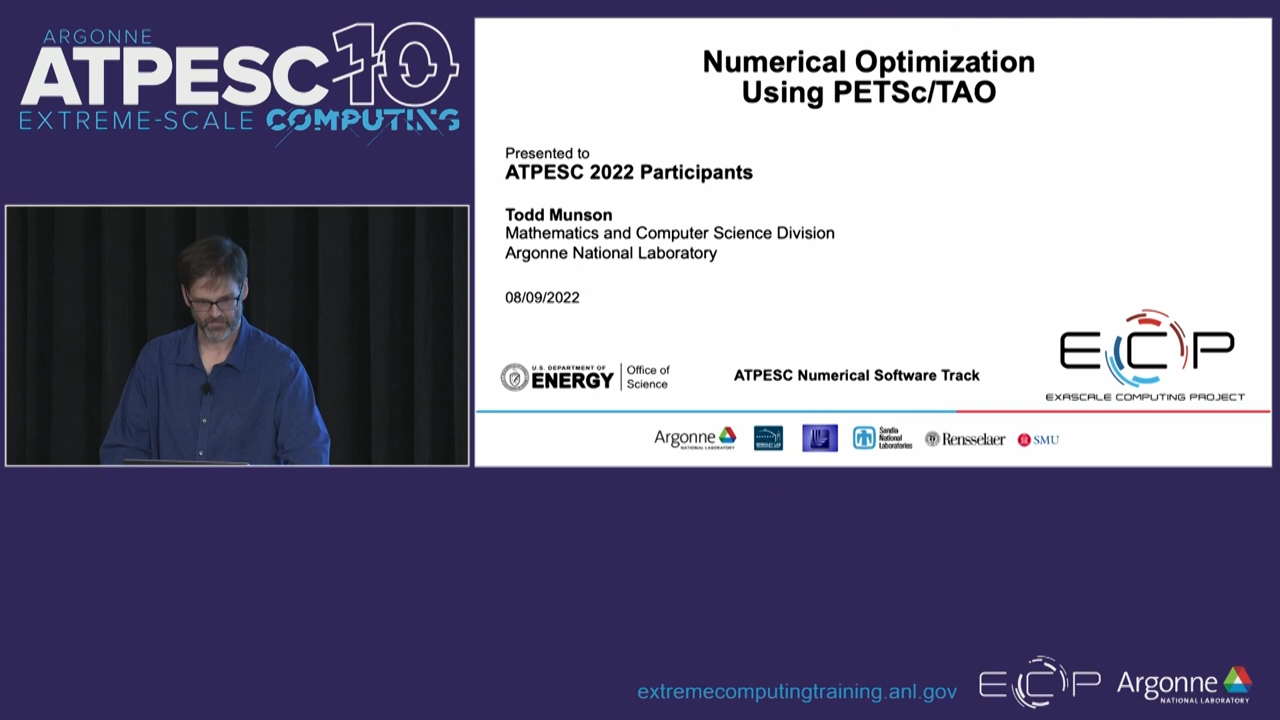 ARGONNE
ATPESC10
EXTREME-SCALE COMPUTING
Numerical Optimization
Using PETSc/TAO
Presented to
ATPESC 2022 Participants
Todd Munson
Mathematics and Computer Science Division
Argonne National Laboratory
08/09/2022
U.S. DEPARTMENT OF
ENERGY
Office of
Science
ATPESC Numerical Software Track
ECP
EXASCALE COMPUTING PROJECT
Argonne
NATIONAL LABORATORY
Sandia
National
Laboratories
Rensselaer
SMU
extremecomputingtraining.anl.gov
ECP
Argonne
NATIONAL LABORATORY